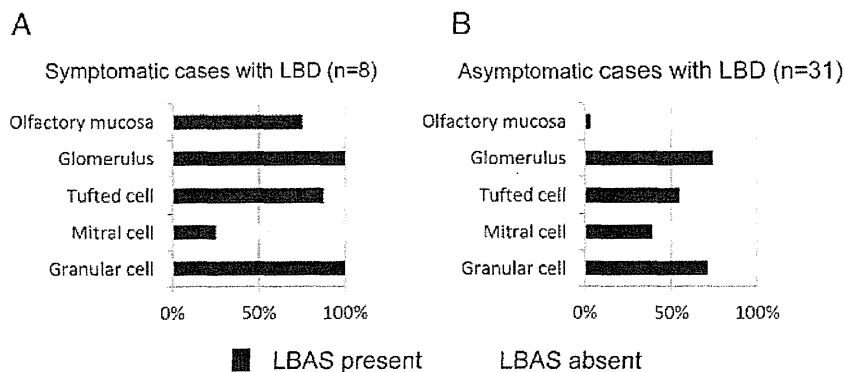 A
Symptomatic cases with LBD (n=8)
Olfactory mucosa
Glomerulus
Tufted cell
Mitral cell
Granular cell
0% 50% 100%
B
Asymptomatic cases with LBD (n=31)
Olfactory mucosa
Glomerulus
Tufted cell
Mitral cell
Granular cell
0% 50% 100%
LBAS present LBAS absent